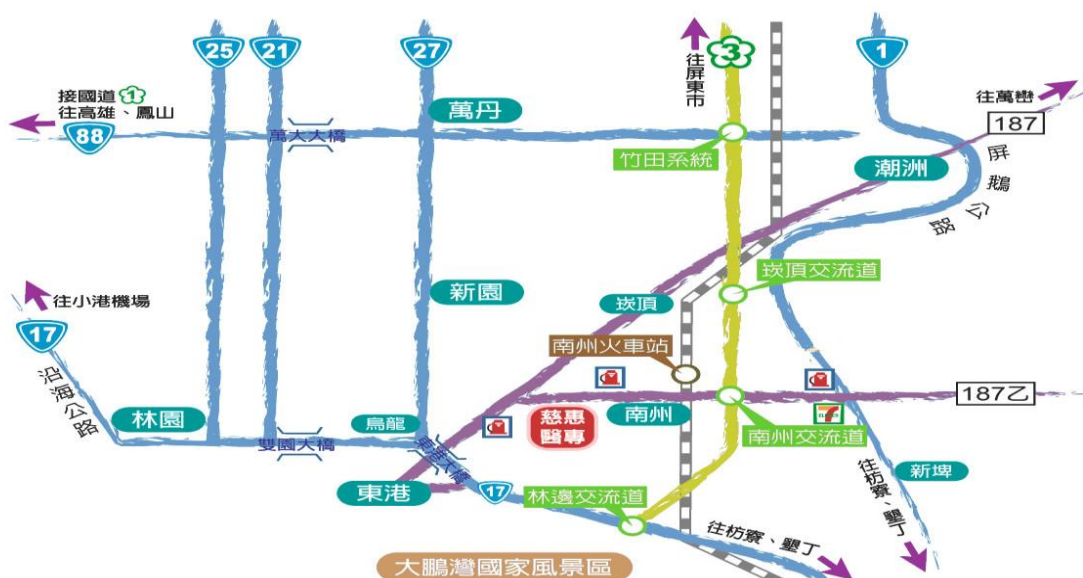 25
21
27
3
1
往屏東市
接國道 1
往高雄、鳳山
88
萬大大橋
萬丹
竹田系統
往萬巒
187
屏鵝公路
潮洲
新園
崁頂
崁頂交流道
往小港機場
17
沿海公路
南州火車站
187乙
林園
雙園大橋
烏龍
東港大橋
慈惠
醫專
南州
7
ELEVEN
南州交流道
新埤
東港
17
林邊交流道
往枋寮、墾丁
往枋寮、墾丁
大鵬灣國家風景區